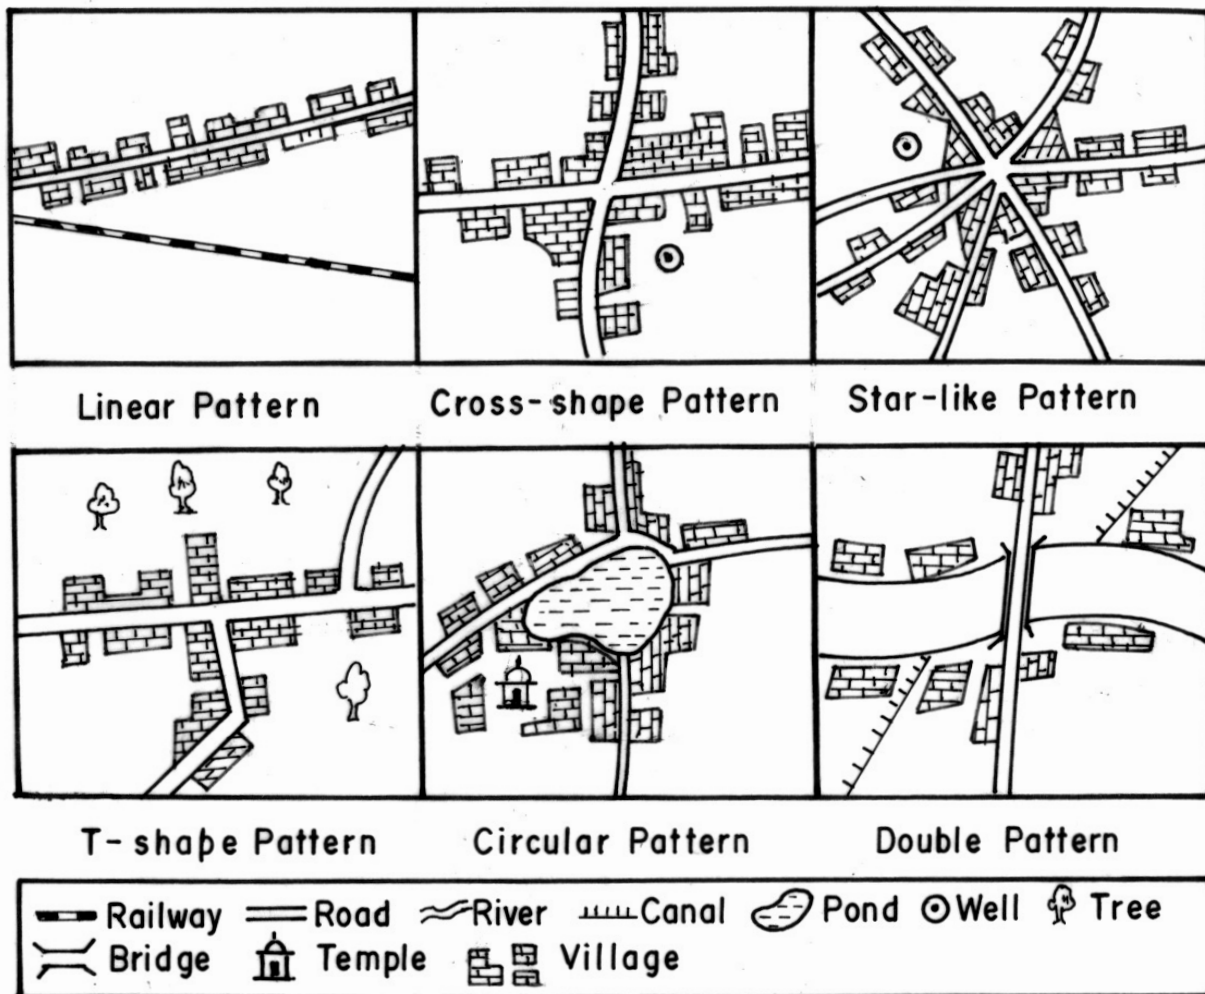 Linear Pattern
Cross-shape Pattern
Star-like Pattern
T-shape Pattern
Circular Pattern
Double Pattern
Railway Road River Canal Pond Well Tree
Bridge Temple Village